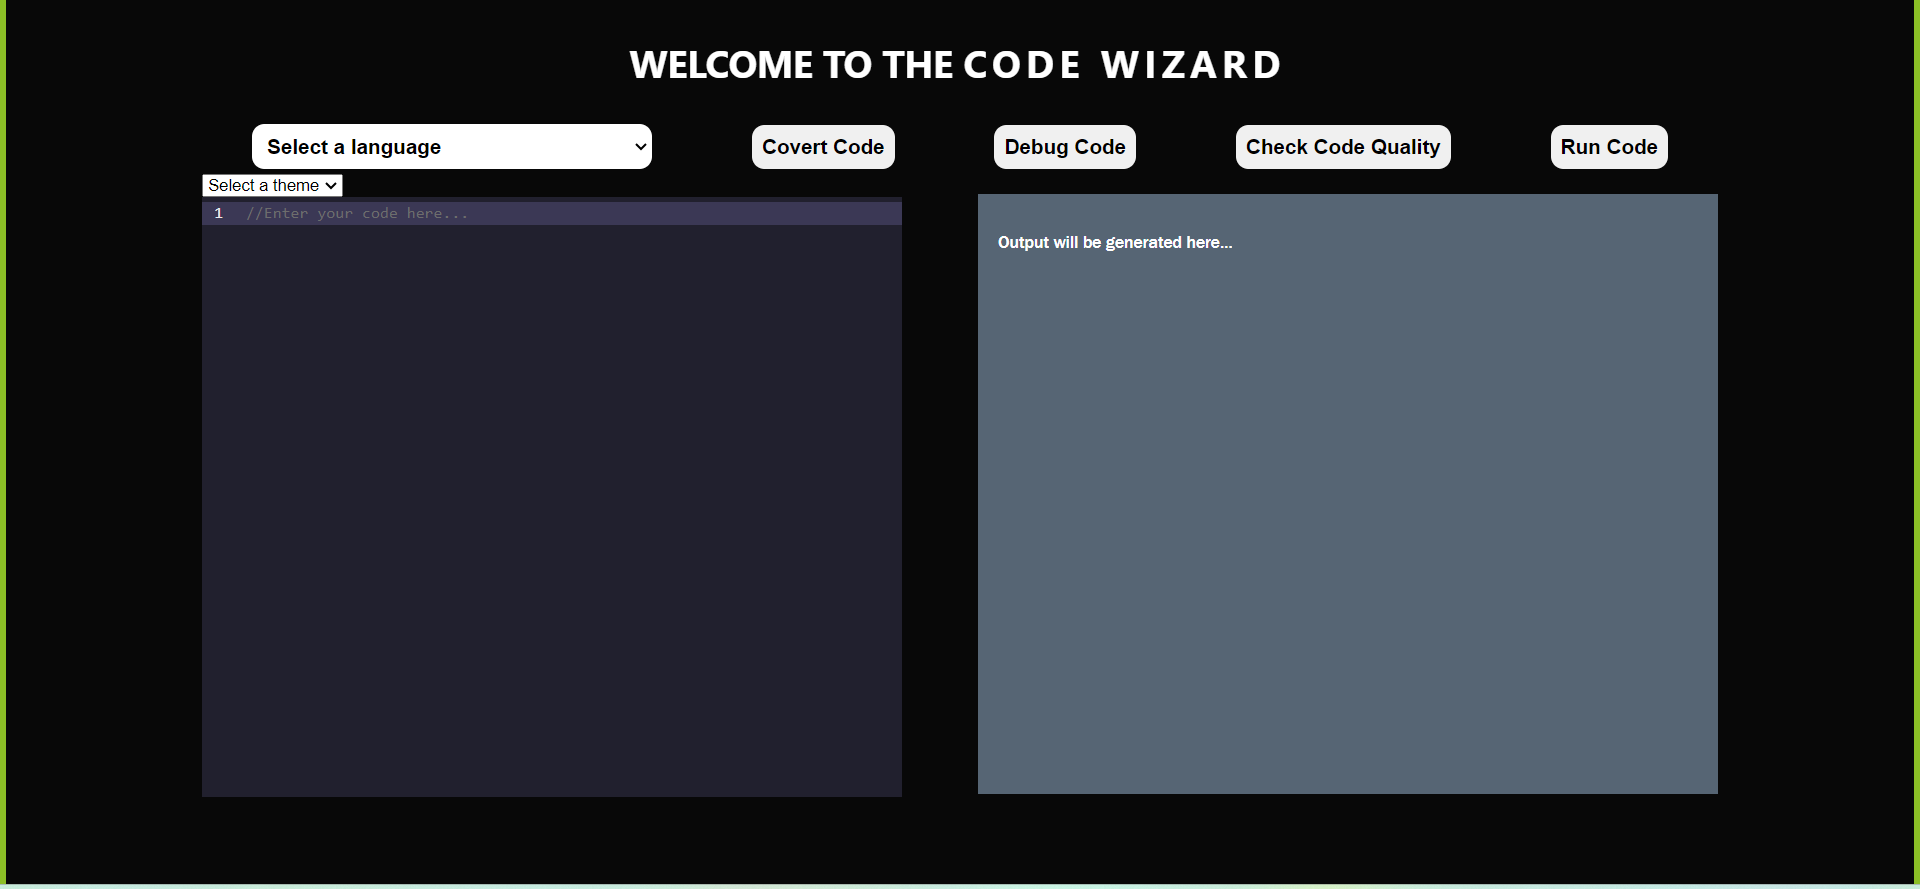 WELCOME TO THE CODE WIZARD
Select a language Covert Code Debug Code Check Code Quality Run Code
Select a theme
1 //Enter your code here...
Output will be generated here...